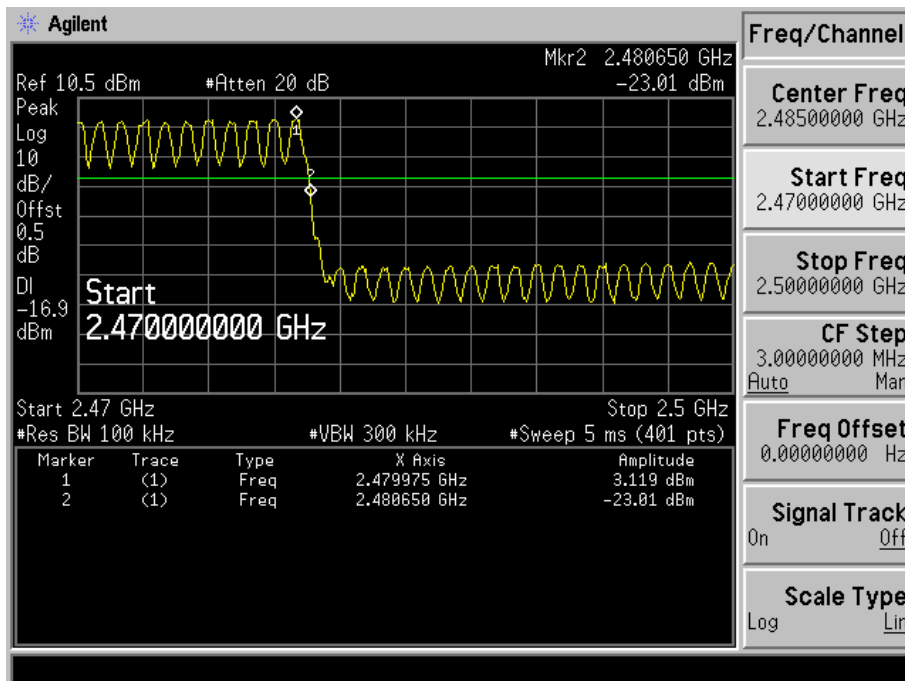 Agilent
Mkr2 2.480650 GHz
Ref 10.5 dBm #Atten 20 dB -23.01 dBm
Peak
Log
10
dB/
Offst
0.5
dB
DI
-16.9
dBm
1
2
Start
2.470000000 GHz
Start 2.47 GHz Stop 2.5 GHz
#Res BW 100 kHz #VBW 300 kHz #Sweep 5 ms (401 pts)
Marker Trace Type X Axis Amplitude
1 (1) Freq 2.479975 GHz 3.119 dBm
2 (1) Freq 2.480650 GHz -23.01 dBm
Freq/Channel
Center Freq
2.48500000 GHz
Start Freq
2.47000000 GHz
Stop Freq
2.50000000 GHz
CF Step
3.00000000 MHz
Auto Man
Freq Offset
0.00000000 Hz
Signal Track
On Off
Scale Type
Log Lin